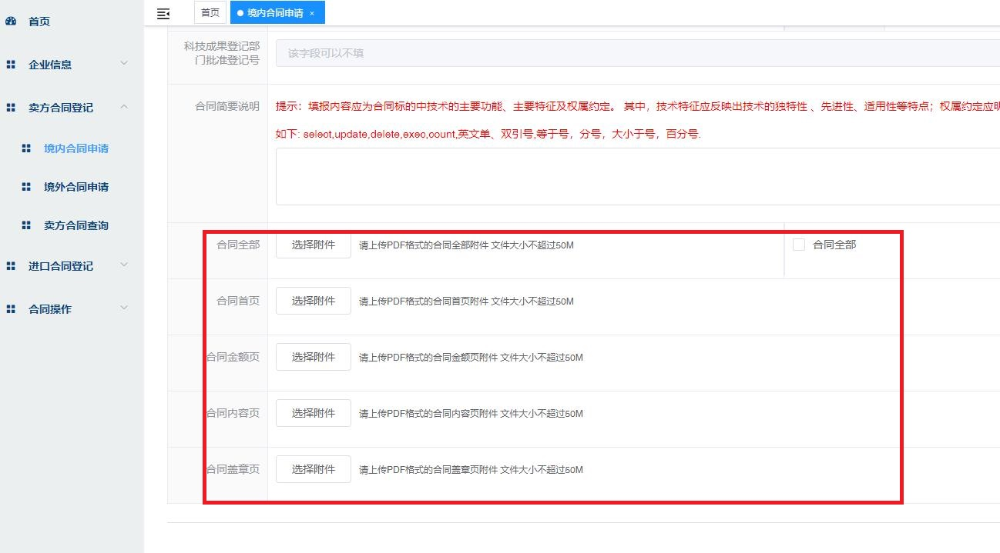 首页
企业信息
卖方合同登记
境内合同申请
境外合同申请
卖方合同查询
进口合同登记
合同操作
首页
境内合同申请 ×
科技成果登记部
门批准登记号
该字段可以不填
合同简要说明
提示：填报内容应为合同标的中技术的主要功能、主要特征及权属约定。 其中，技术特征应反映出技术的独特性 、先进性、适用性等特点；权属约定应
如下: select,update,delete,exec,count,英文单、双引号,等于号，分号，大小于号，百分号.
合同全部 选择附件 请上传PDF格式的合同全部附件 文件大小不超过50M 合同全部
合同首页 选择附件 请上传PDF格式的合同首页附件 文件大小不超过50M
合同金额页 选择附件 请上传PDF格式的合同金额页附件 文件大小不超过50M
合同内容页 选择附件 请上传PDF格式的合同内容页附件 文件大小不超过50M
合同盖章页 选择附件 请上传PDF格式的合同盖章页附件 文件大小不超过50M